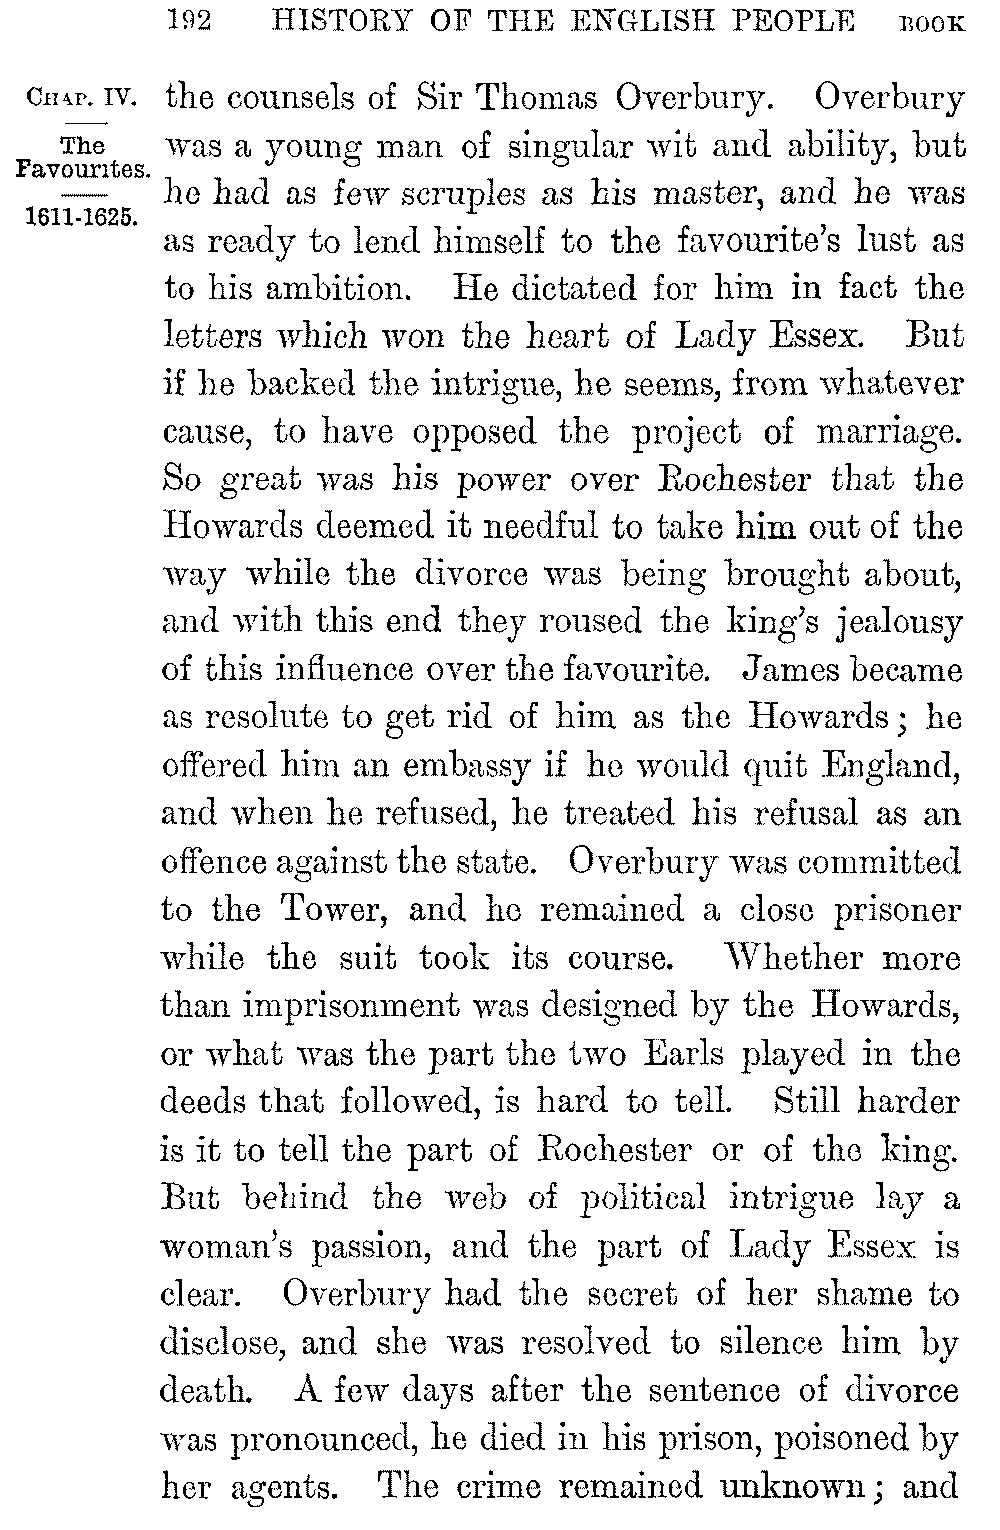 192 HISTORY OF THE ENGLISH PEOPLE BOOK
CHAP. IV.
The
Favourites.
1611-1625.
the counsels of Sir Thomas Overbury. Overbury
was a young man of singular wit and ability, but
he had as few scruples as his master, and he was
as ready to lend himself to the favourite's lust as
to his ambition. He dictated for him in fact the
letters which won the heart of Lady Essex. But
if he backed the intrigue, he seems, from whatever
cause, to have opposed the project of marriage.
So great was his power over Rochester that the
Howards deemed it needful to take him out of the
way while the divorce was being brought about,
and with this end they roused the king's jealousy
of this influence over the favourite. James became
as resolute to get rid of him as the Howards; he
offered him an embassy if he would quit England,
and when he refused, he treated his refusal as an
offence against the state. Overbury was committed
to the Tower, and he remained a close prisoner
while the suit took its course. Whether more
than imprisonment was designed by the Howards,
or what was the part the two Earls played in the
deeds that followed, is hard to tell. Still harder
is it to tell the part of Rochester or of the king.
But behind the web of political intrigue lay a
woman's passion, and the part of Lady Essex is
clear. Overbury had the secret of her shame to
disclose, and she was resolved to silence him by
death. A few days after the sentence of divorce
was pronounced, he died in his prison, poisoned by
her agents. The crime remained unknown; and